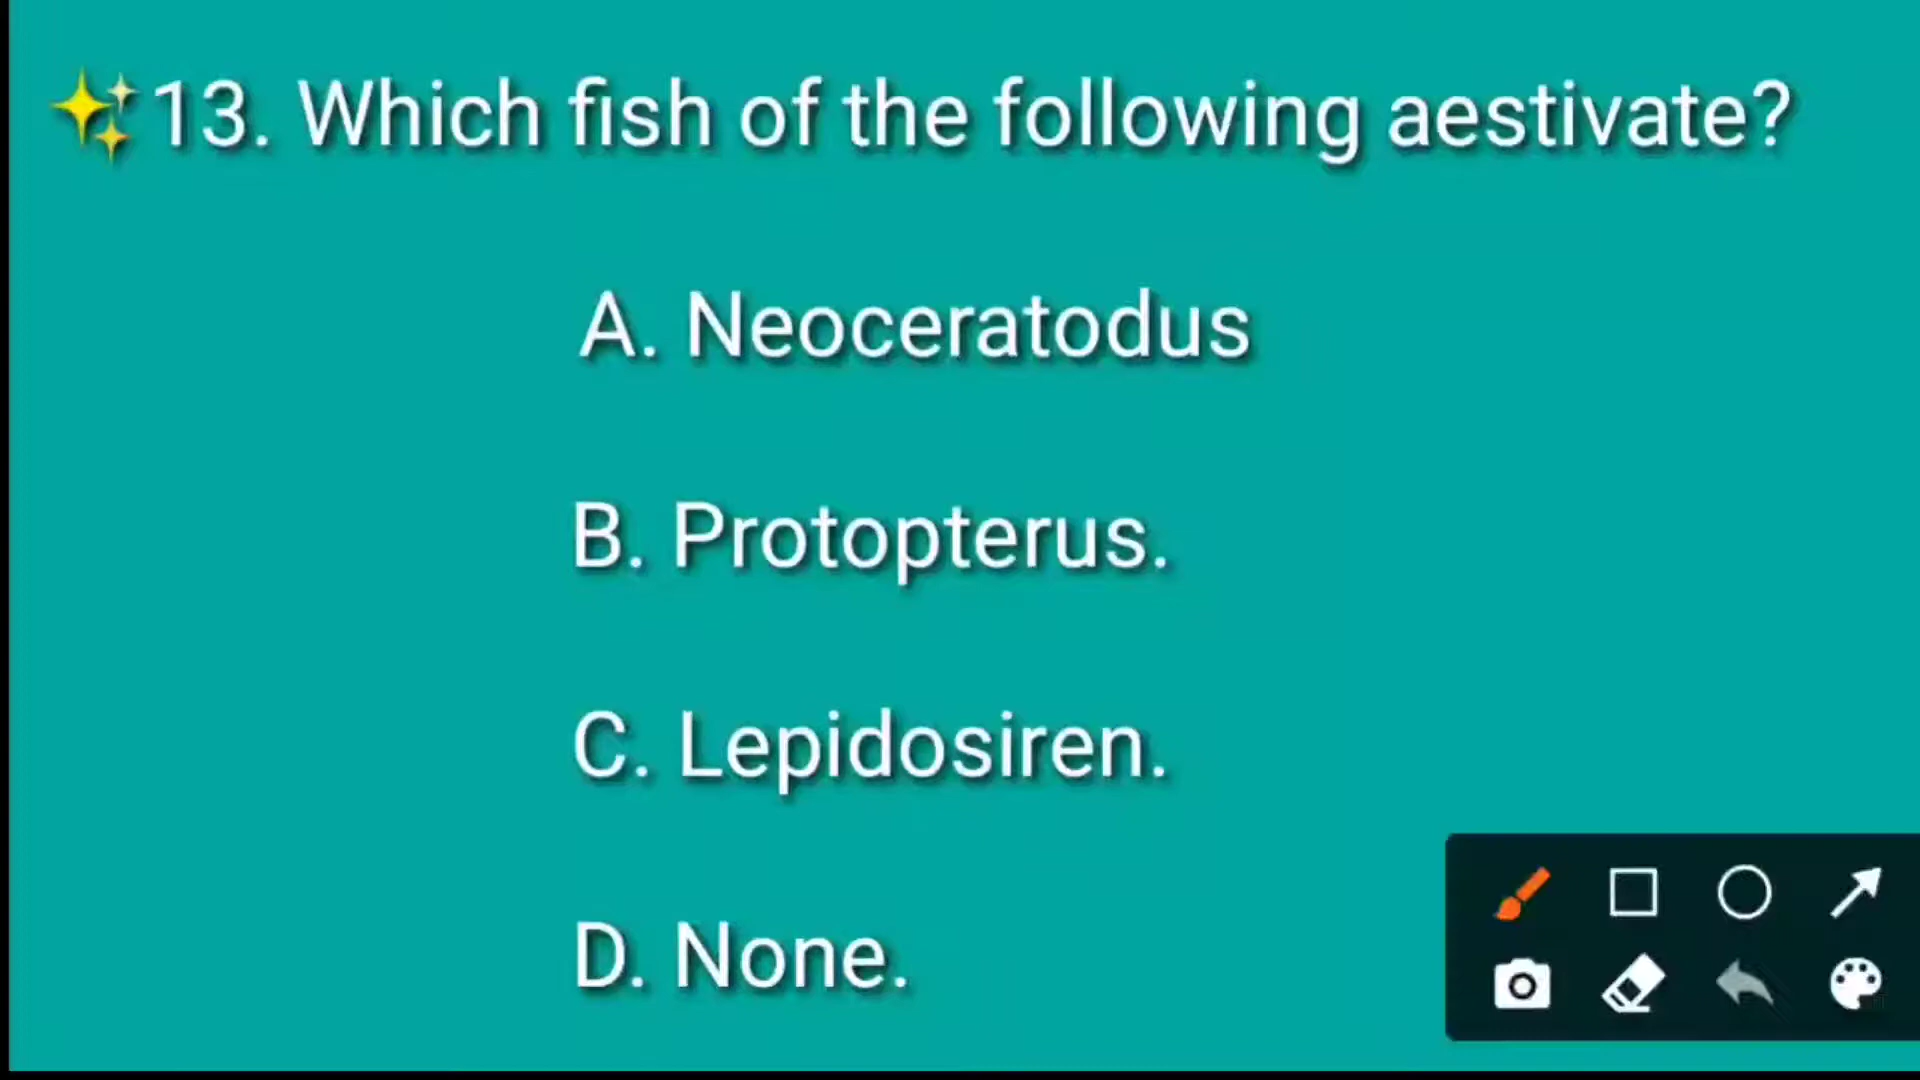 ✨13. Which fish of the following aestivate?
A. Neoceratodus
B. Protopterus.
C. Lepidosiren.
D. None.